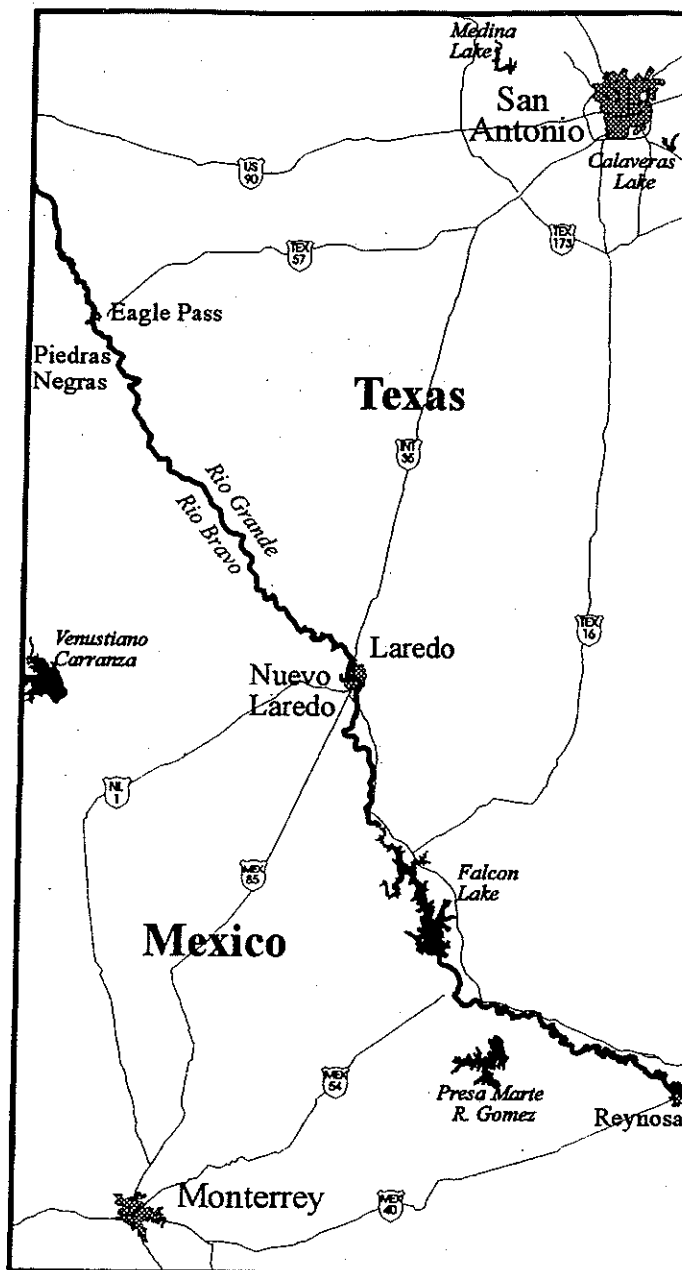 Medina
Lake
San
Antonio
Calaveras
Lake
US
90
TEX
57
TEX
173
Eagle Pass
Piedras
Negras
Texas
INT
35
Rio Grande
Rio Bravo
TEX
16
Venustiano
Carranza
Laredo
Nuevo
Laredo
NL
1
MEX
85
Falcon
Lake
Mexico
MEX
54
Presa Marte
R. Gomez
Reynosa
Monterrey
MEX
40